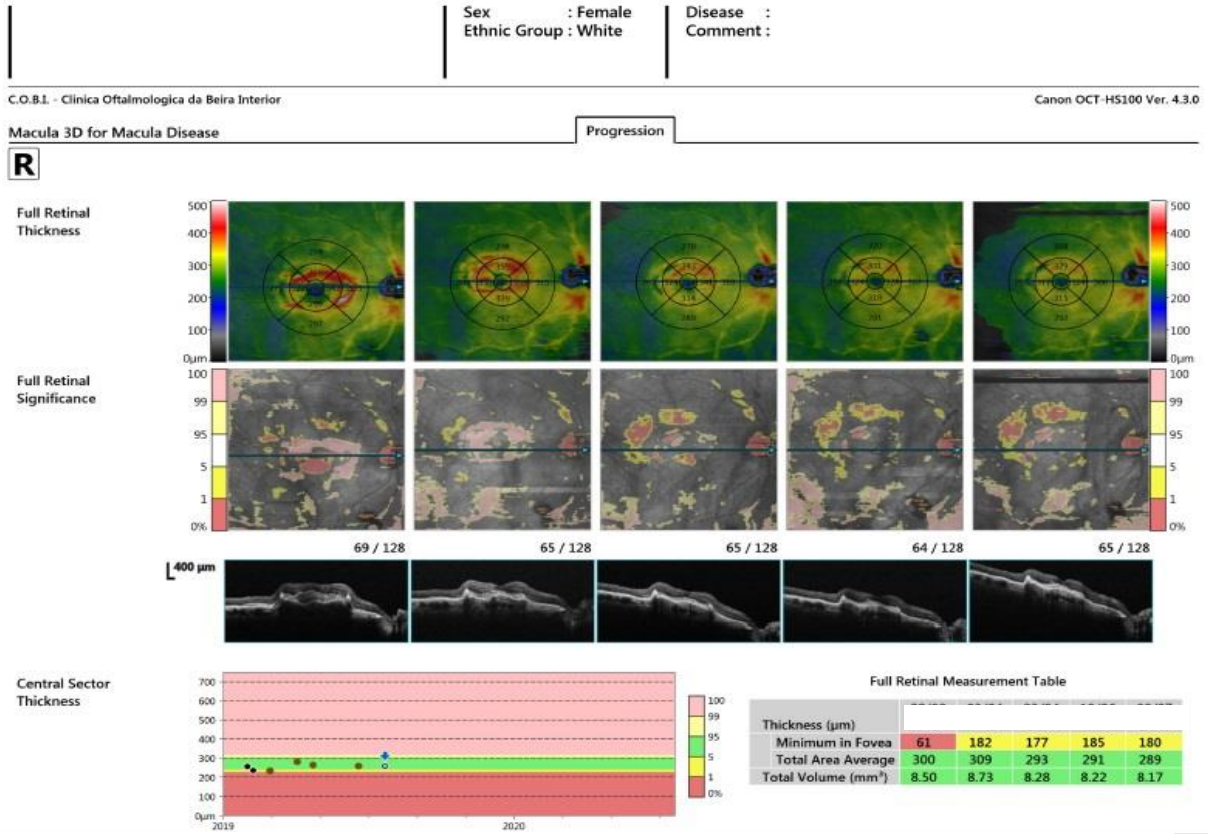 Sex : Female
Ethnic Group : White
Disease :
Comment :
C.O.B.I. - Clinica Oftalmologica da Beira Interior
Canon OCT-HS100 Ver. 4.3.0
Macula 3D for Macula Disease
Progression
R
Full Retinal
Thickness
500
400
300
200
100
0μm
500
400
300
200
100
0μm
Full Retinal
Significance
100
99
95
5
1
0%
100
99
95
5
1
0%
69 / 128
65 / 128
65 / 128
64 / 128
65 / 128
400 μm
Central Sector
Thickness
700
600
500
400
300
200
100
0μm
2019
2020
100
99
95
5
1
0%
Full Retinal Measurement Table
Thickness (μm)
Minimum in Fovea 61 182 177 185 180
Total Area Average 300 309 293 291 289
Total Volume (mm³) 8.50 8.73 8.28 8.22 8.17